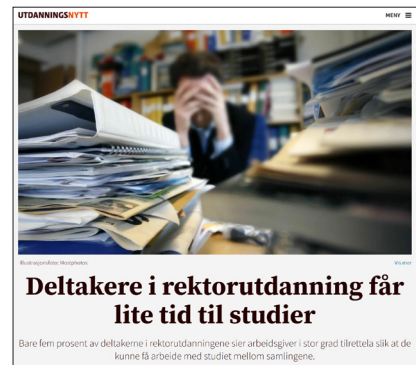 UTDANNINGSNYTT
MENY
Illustrasjonsfoto: Mostphotos
Vis mer
Deltakere i rektorutdanning får
lite tid til studier
Bare fem prosent av deltakerne i rektorutdanningene sier arbeidsgiver i stor grad tilrettela slik at de
kunne få arbeide med studiet mellom samlingene.